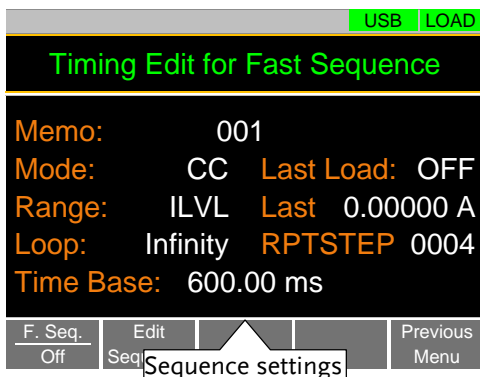 USB LOAD
Timing Edit for Fast Sequence
Memo: 001
Mode: CC Last Load: OFF
Range: ILVL Last 0.00000 A
Loop: Infinity RPTSTEP 0004
Time Base: 600.00 ms
F. Seq. Edit Previous
Off Menu
Sequence settings